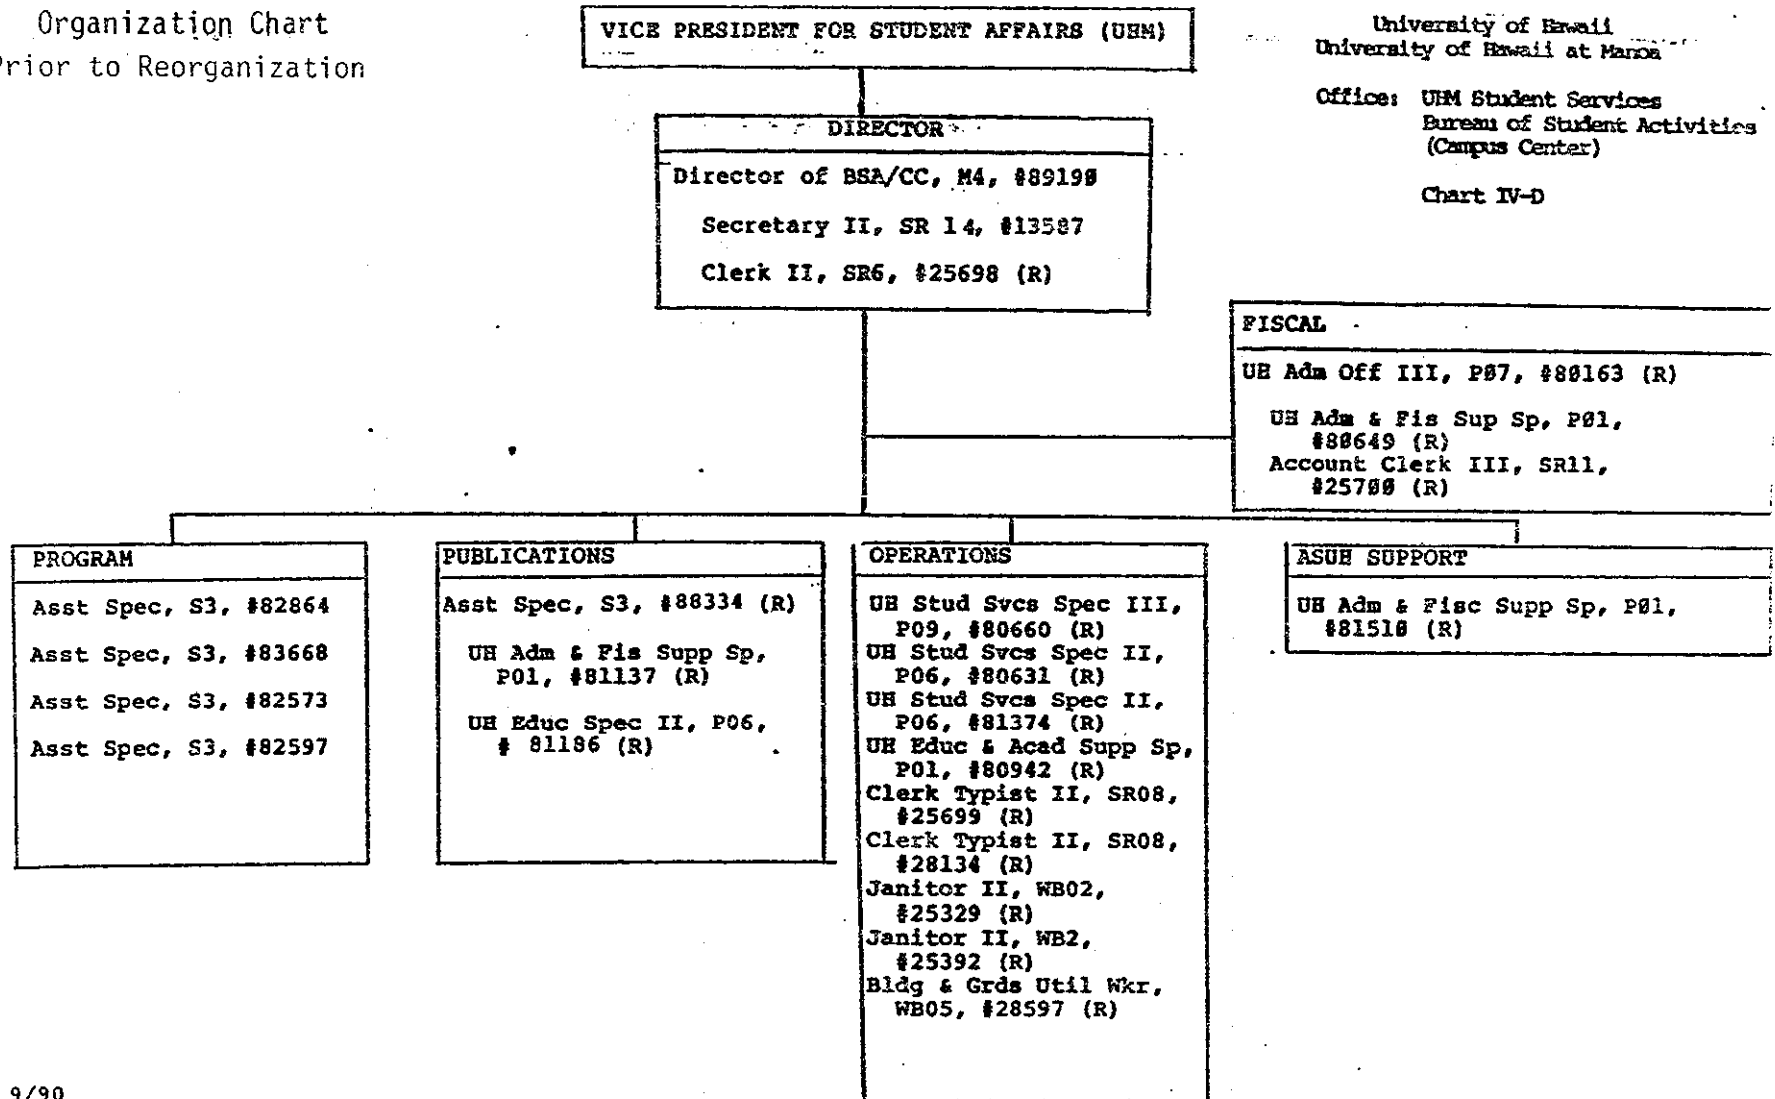 Organization Chart
Prior to Reorganization
VICE PRESIDENT FOR STUDENT AFFAIRS (UHM)
University of Hawaii
University of Hawaii at Manoa
Office: UHM Student Services
Bureau of Student Activities
(Campus Center)
Chart IV-D
DIRECTOR
Director of BSA/CC, M4, #89190
Secretary II, SR 14, #13587
Clerk II, SR6, #25698 (R)
FISCAL
UH Adm Off III, P07, #80163 (R)
UH Adm & Fis Sup Sp, P01,
#80649 (R)
Account Clerk III, SR11,
#25700 (R)
PROGRAM
Asst Spec, S3, #82864
Asst Spec, S3, #83668
Asst Spec, S3, #82573
Asst Spec, S3, #82597
PUBLICATIONS
Asst Spec, S3, #88334 (R)
UH Adm & Fis Supp Sp,
P01, #81137 (R)
UH Educ Spec II, P06,
# 81186 (R)
OPERATIONS
UH Stud Svcs Spec III,
P09, #80660 (R)
UH Stud Svcs Spec II,
P06, #80631 (R)
UH Stud Svcs Spec II,
P06, #81374 (R)
UH Educ & Acad Supp Sp,
P01, #80942 (R)
Clerk Typist II, SR08,
#25699 (R)
Clerk Typist II, SR08,
#28134 (R)
Janitor II, WB02,
#25329 (R)
Janitor II, WB2,
#25392 (R)
Bldg & Grds Util Wkr,
WB05, #28597 (R)
ASUH SUPPORT
UH Adm & Fisc Supp Sp, P01,
#81510 (R)
9/90